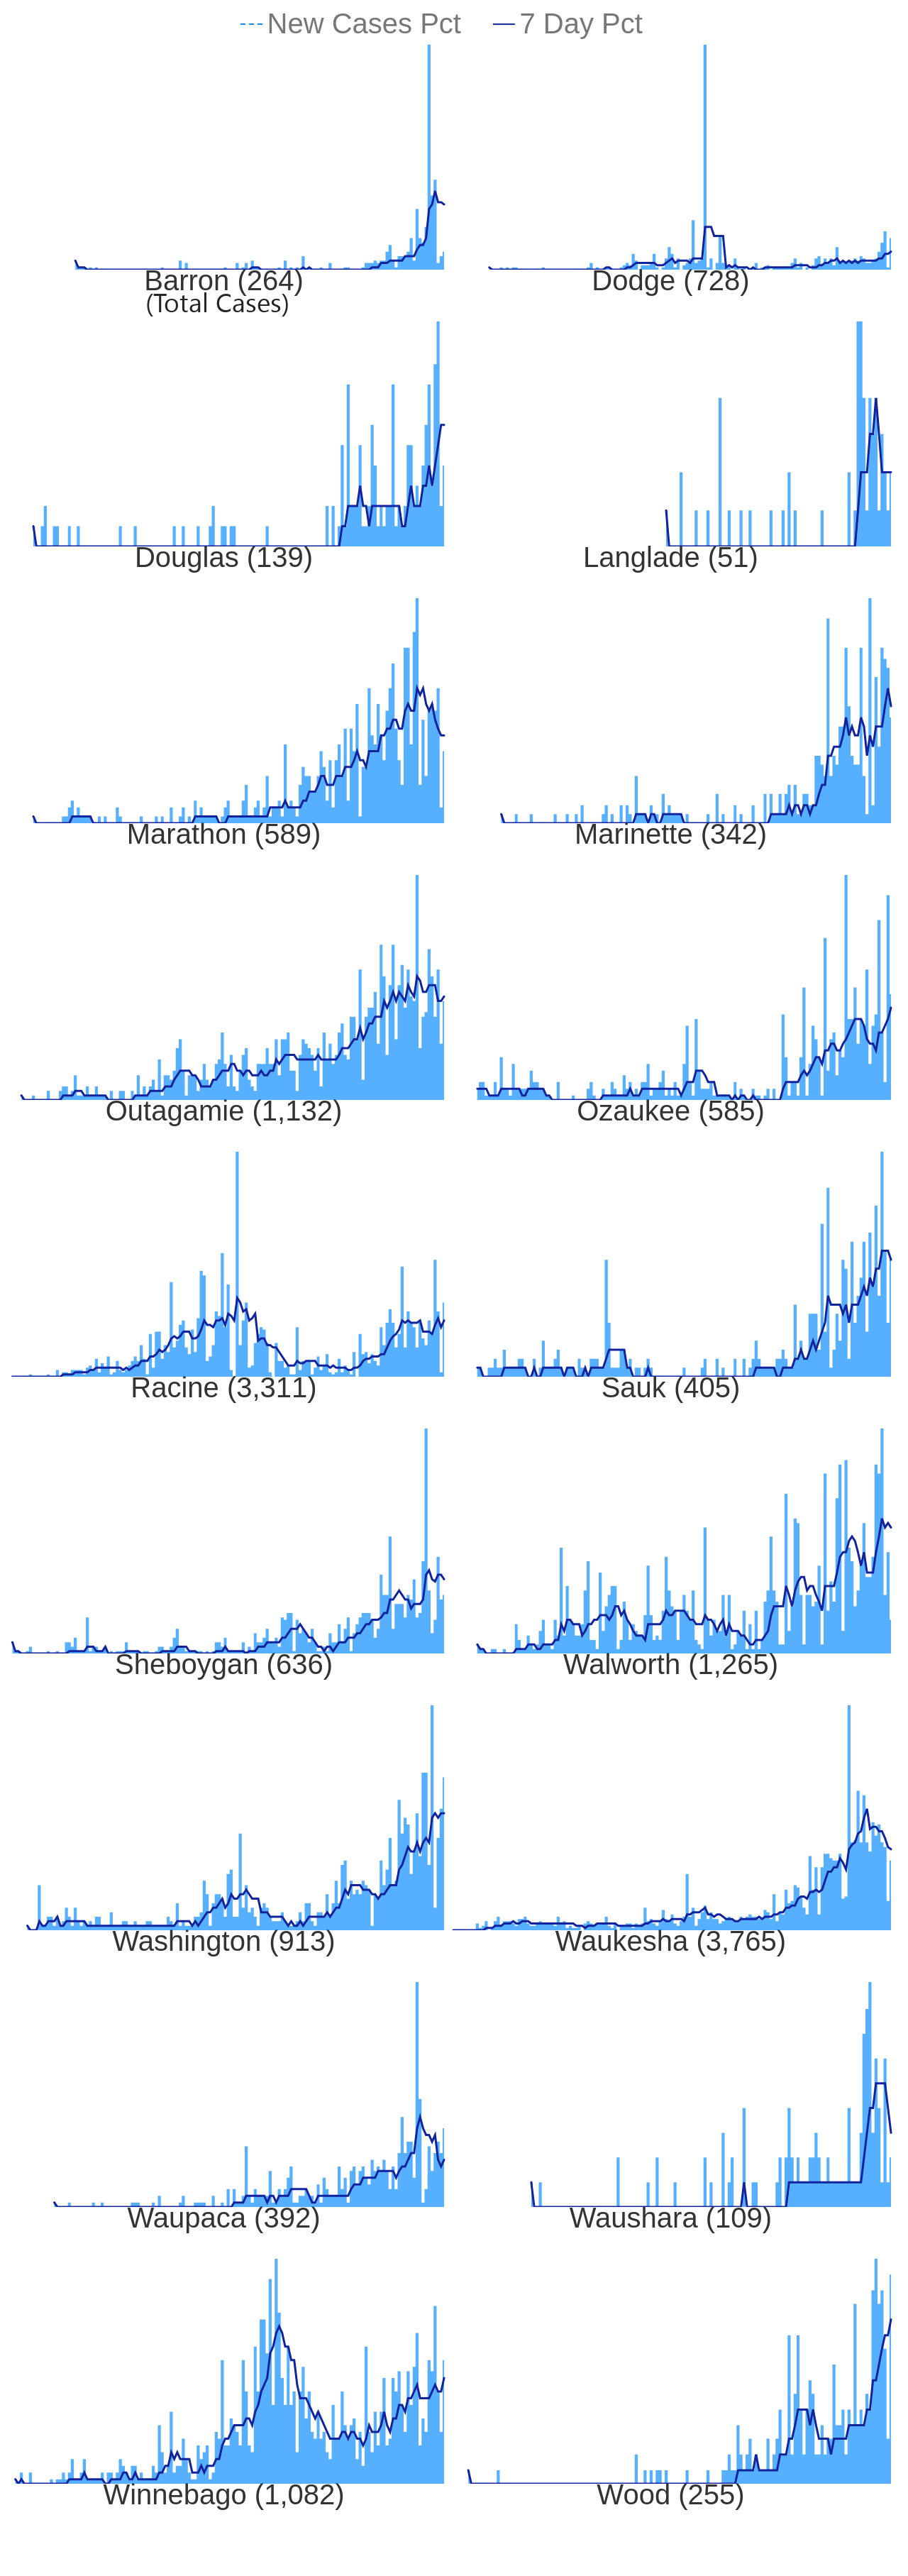 New Cases Pct 7 Day Pct
Barron (264) Dodge (728)
(Total Cases)
Douglas (139) Langlade (51)
Marathon (589) Marinette (342)
Outagamie (1,132) Ozaukee (585)
Racine (3,311) Sauk (405)
Sheboygan (636) Walworth (1,265)
Washington (913) Waukesha (3,765)
Waupaca (392) Waushara (109)
Winnebago (1,082) Wood (255)